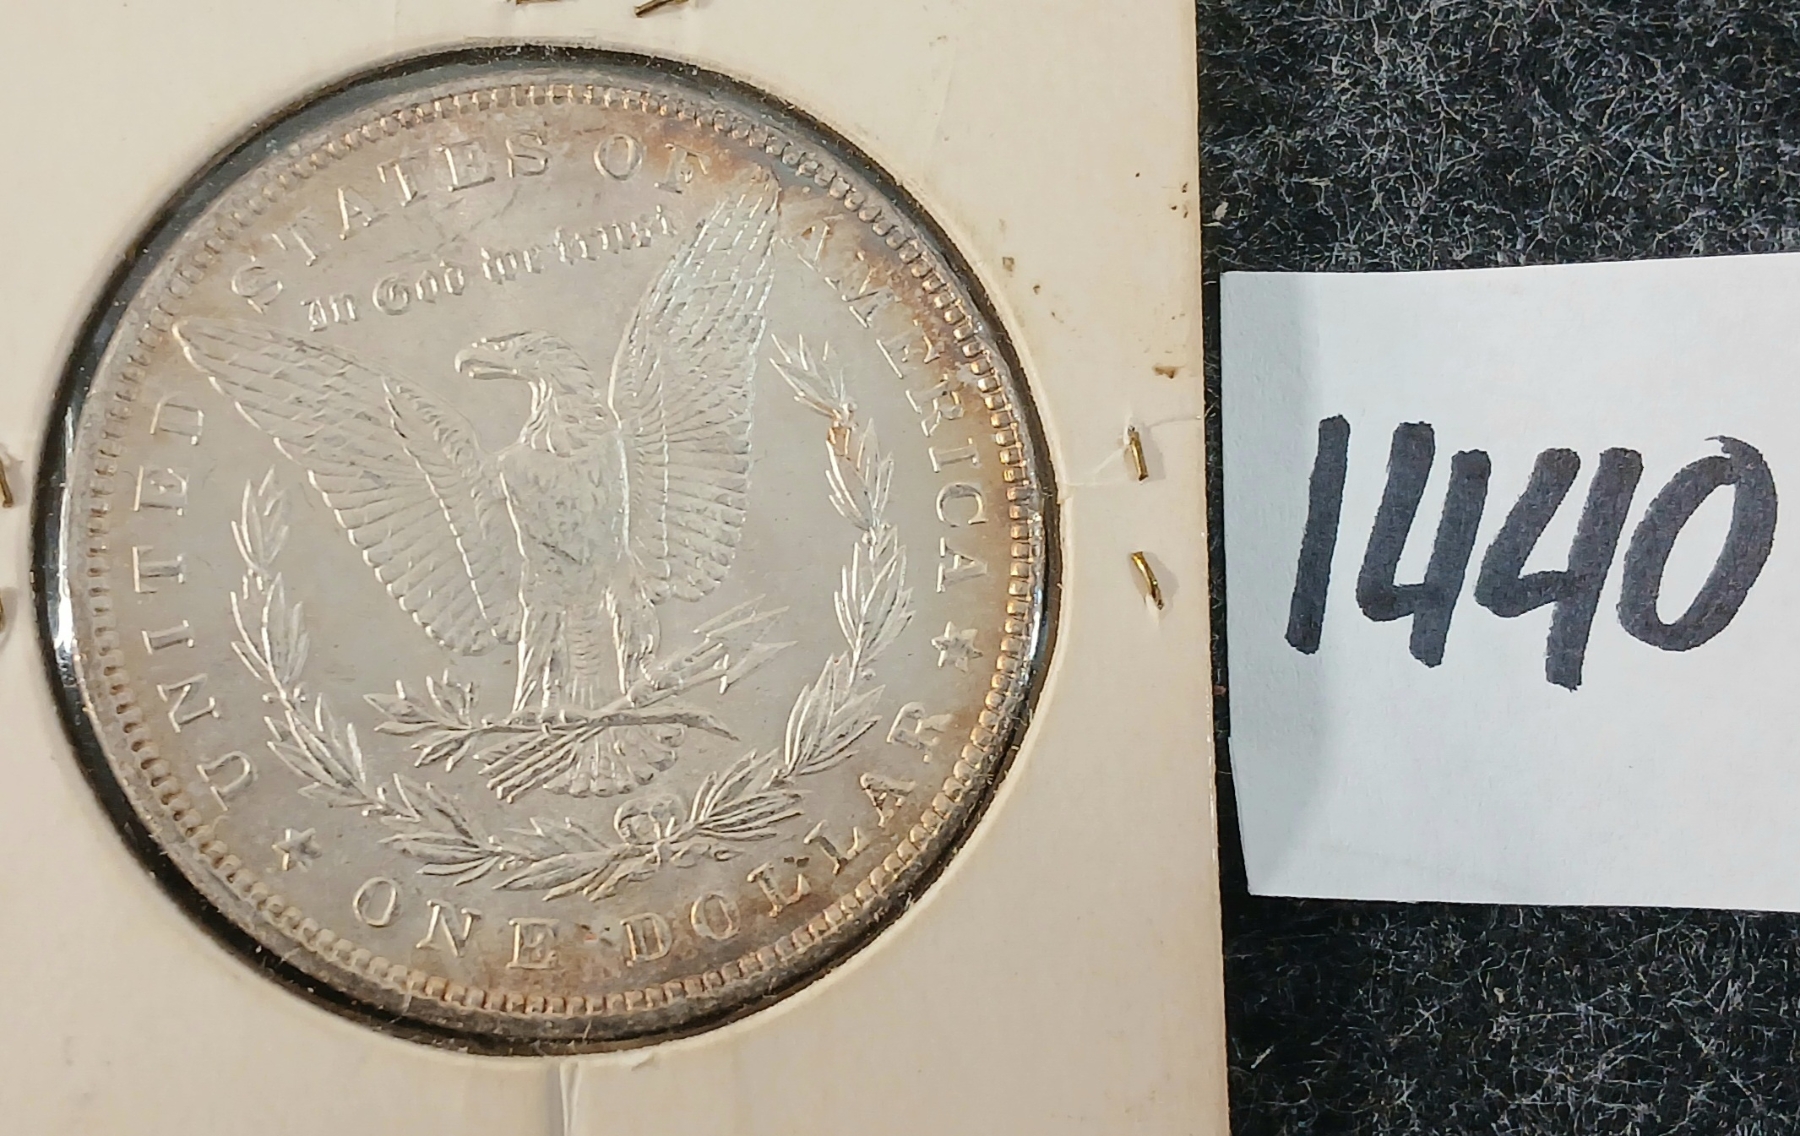 UNITED STATES OF AMERICA
In God we trust
ONE DOLLAR
1440